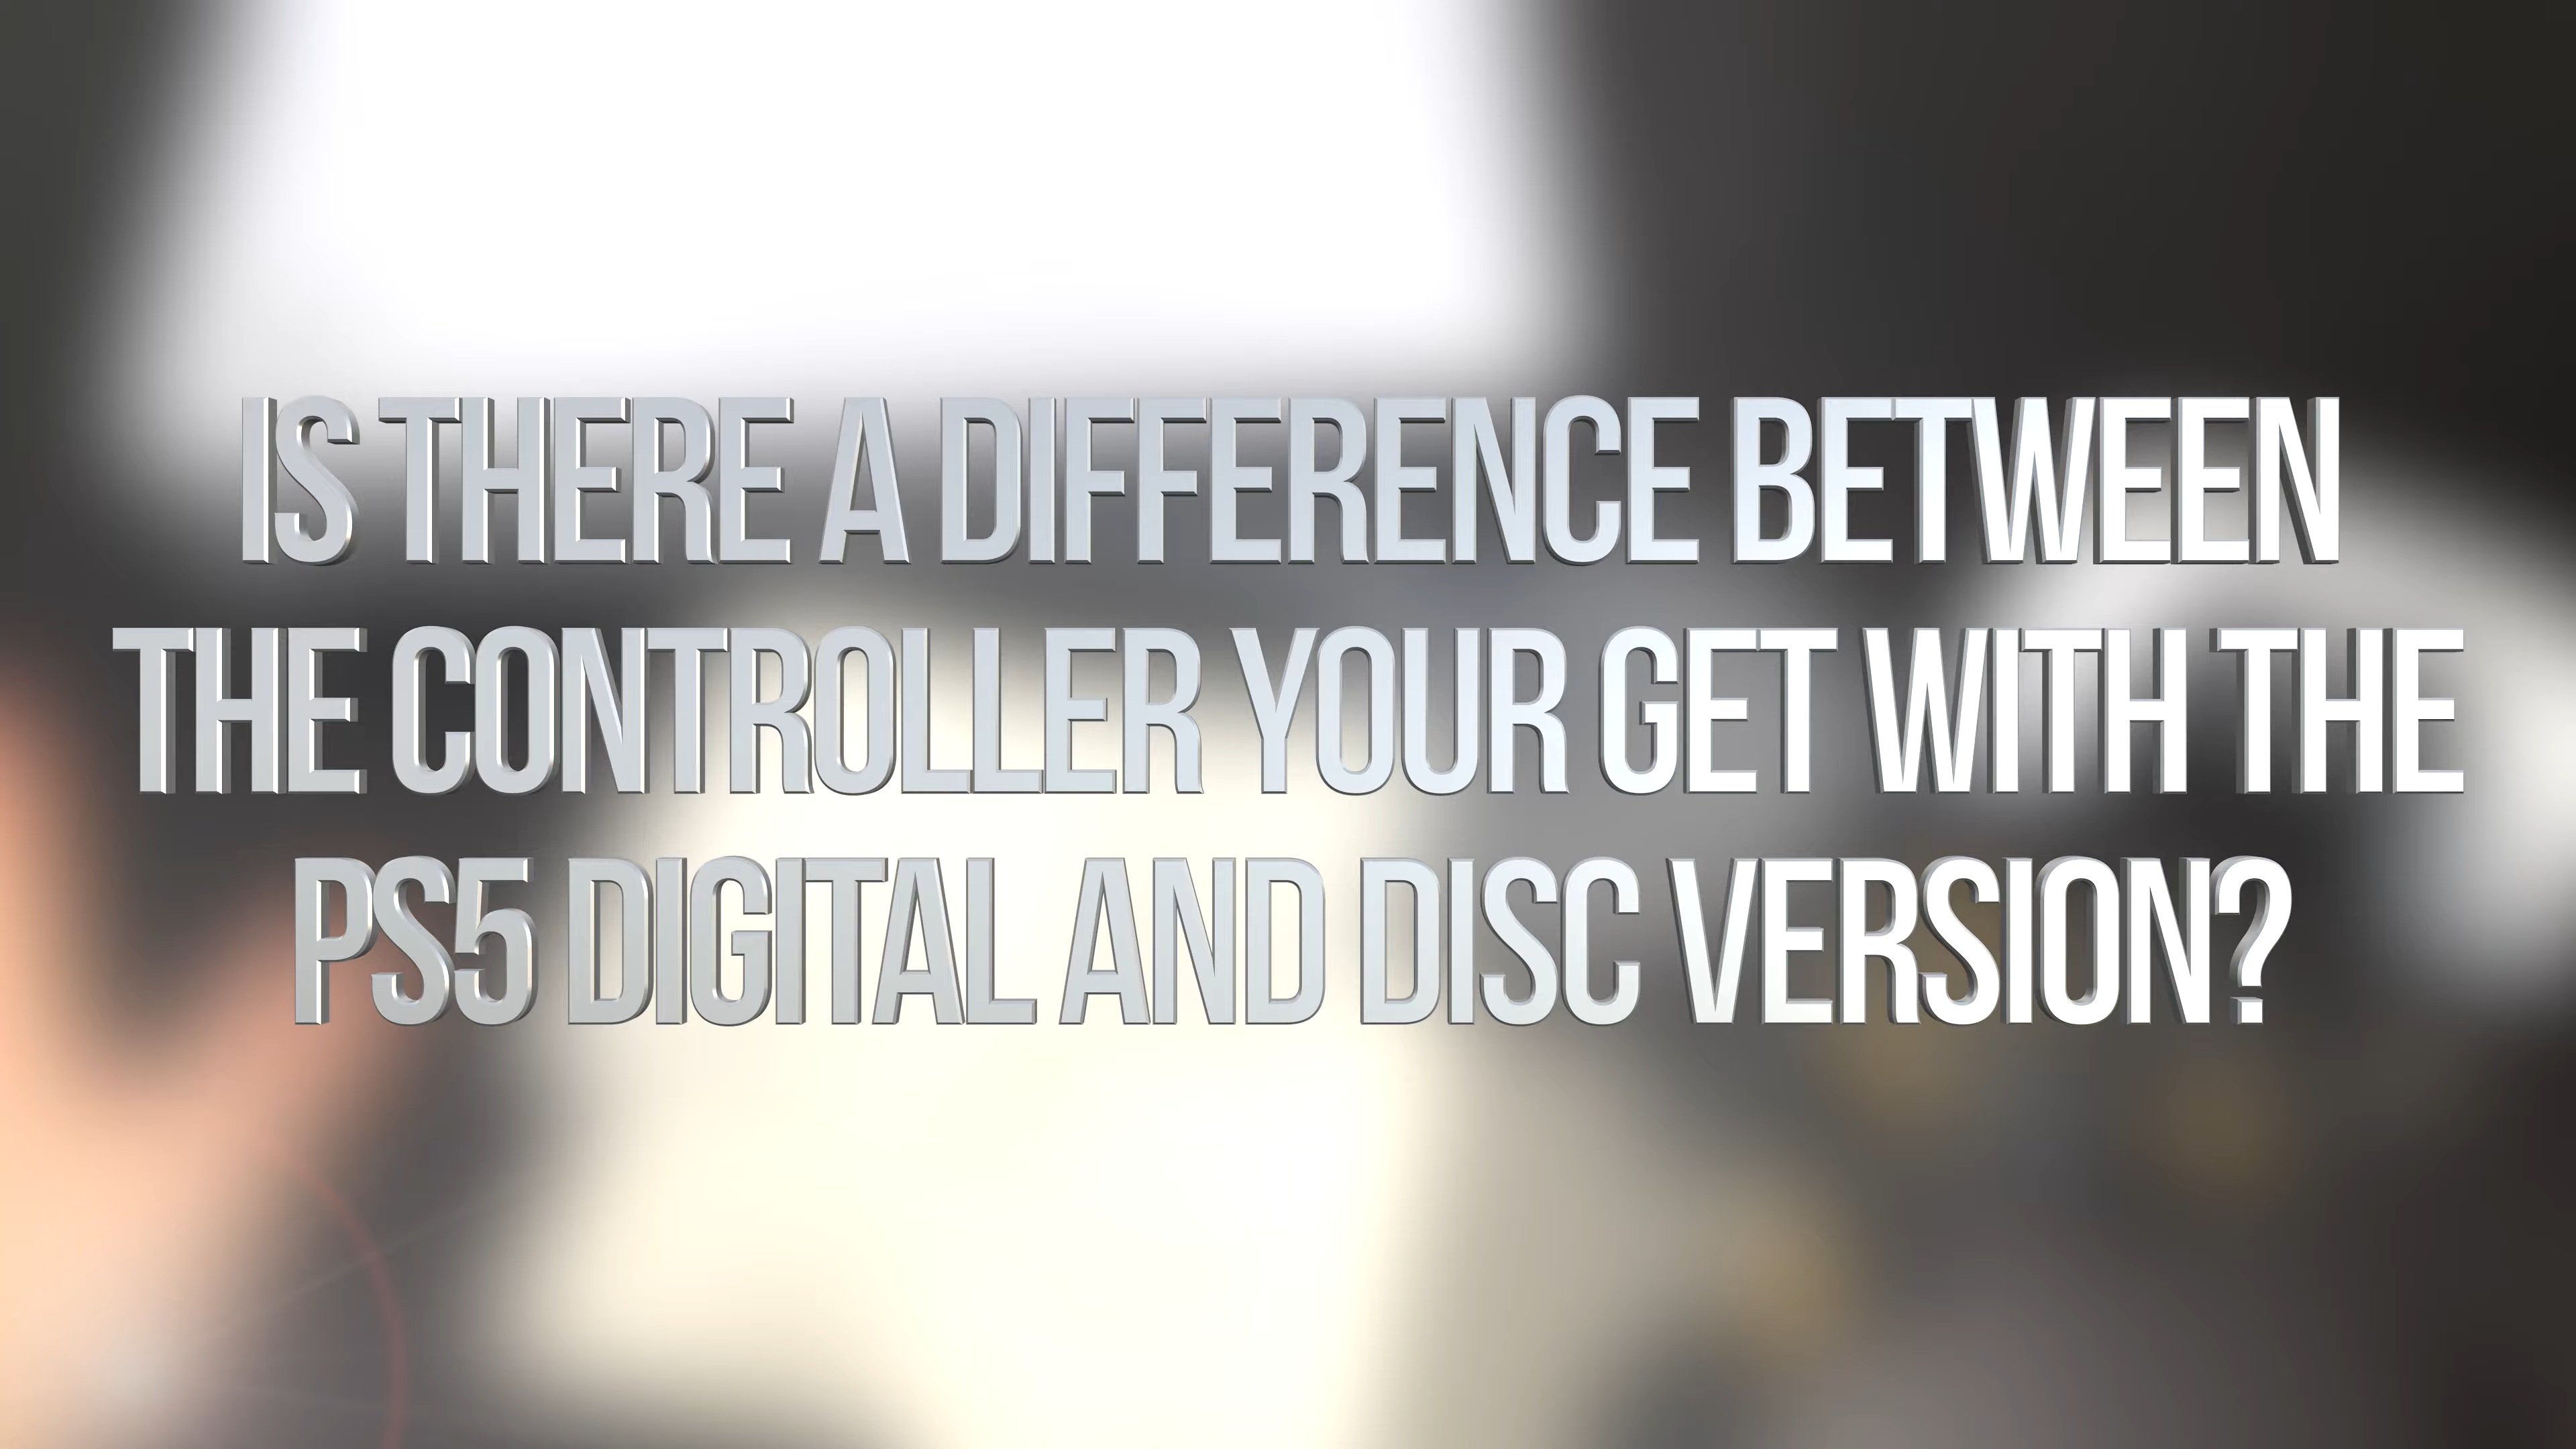 IS THERE A DIFFERENCE BETWEEN
THE CONTROLLER YOUR GET WITH THE
PS5 DIGITAL AND DISC VERSION?